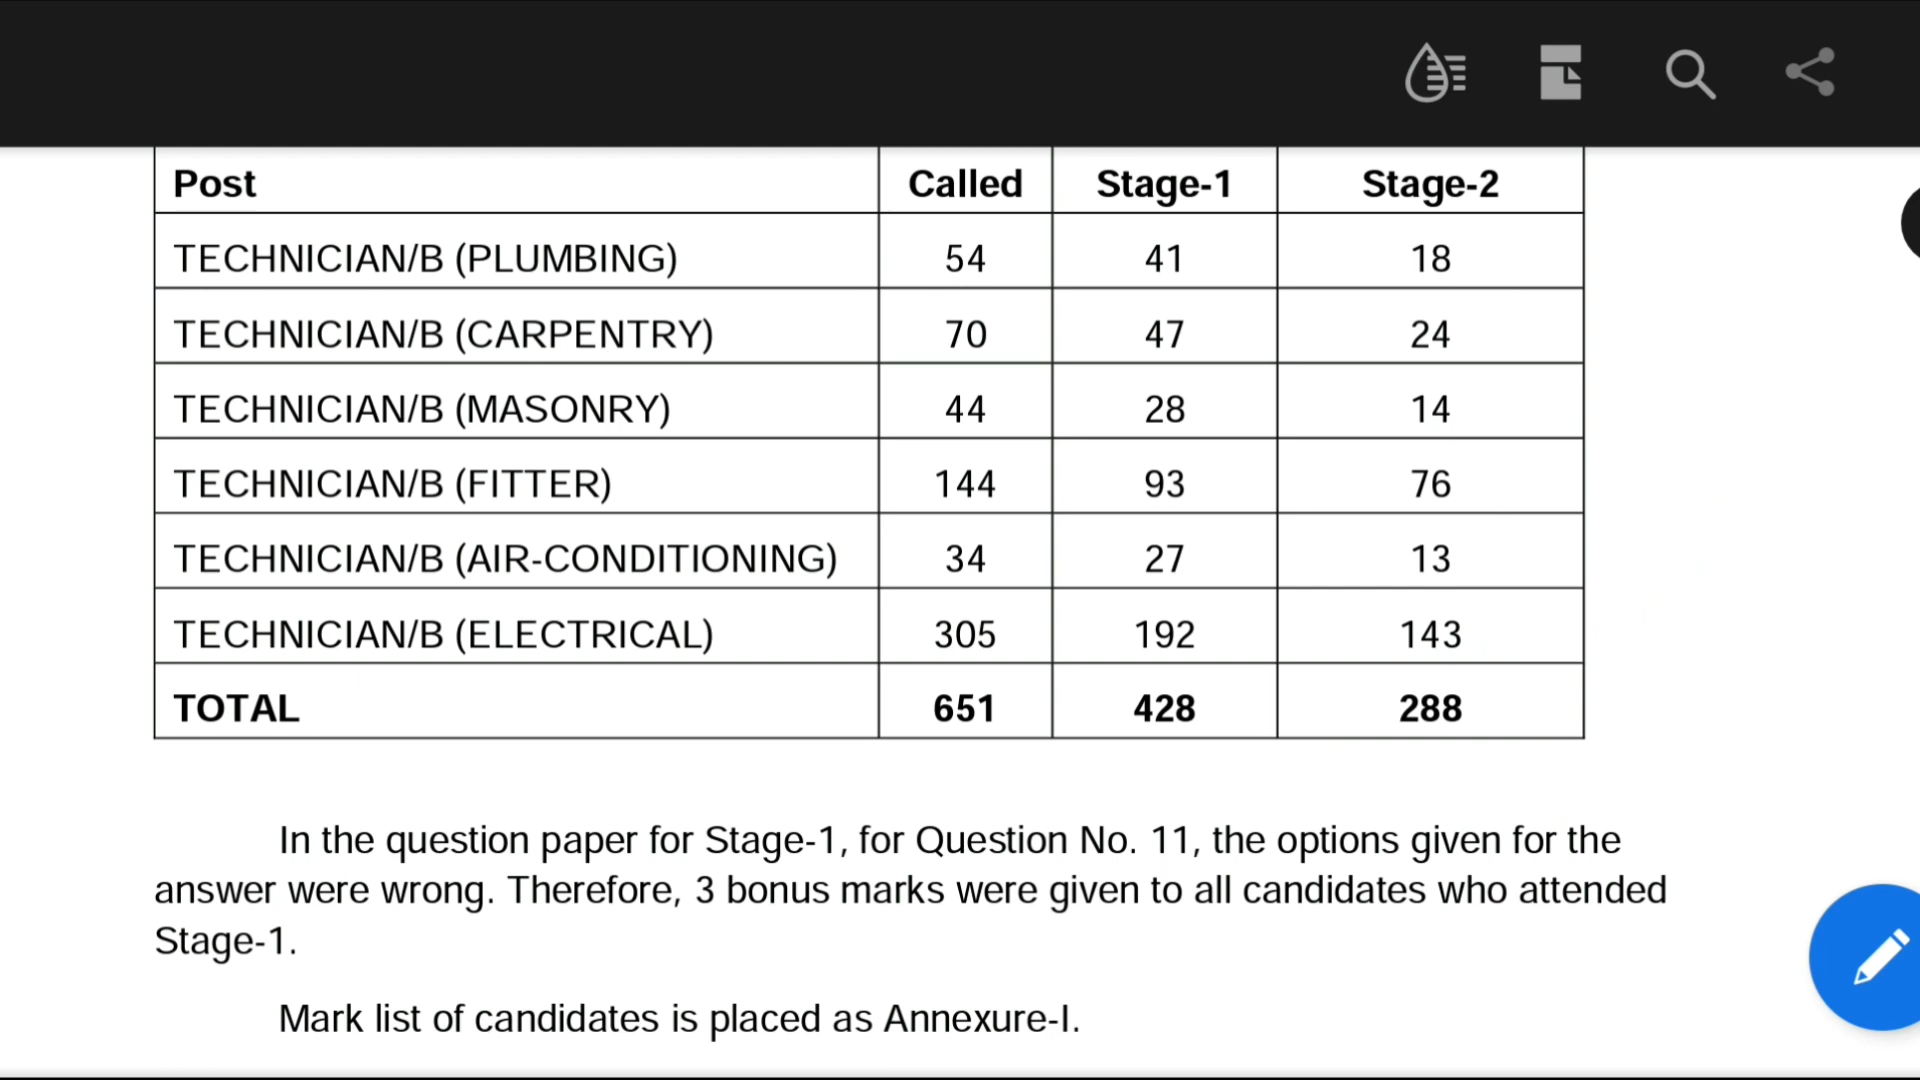 Post Called Stage-1 Stage-2
TECHNICIAN/B (PLUMBING) 54 41 18
TECHNICIAN/B (CARPENTRY) 70 47 24
TECHNICIAN/B (MASONRY) 44 28 14
TECHNICIAN/B (FITTER) 144 93 76
TECHNICIAN/B (AIR-CONDITIONING) 34 27 13
TECHNICIAN/B (ELECTRICAL) 305 192 143
TOTAL 651 428 288
In the question paper for Stage-1, for Question No. 11, the options given for the
answer were wrong. Therefore, 3 bonus marks were given to all candidates who attended
Stage-1.
Mark list of candidates is placed as Annexure-I.